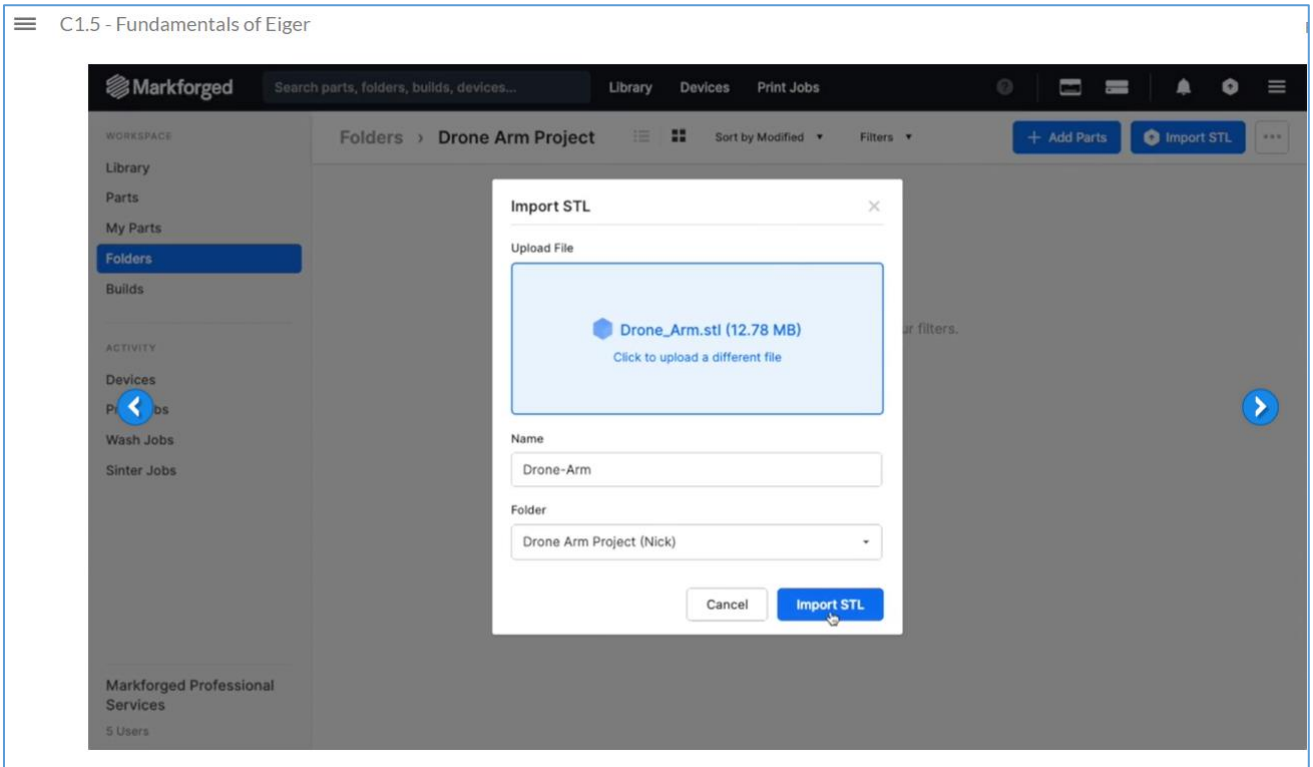 C1.5 - Fundamentals of Eiger
Markforged
Search parts, folders, builds, devices...
Library Devices Print Jobs
WORKSPACE
Library
Parts
My Parts
Folders
Builds
ACTIVITY
Devices
bs
Wash Jobs
Sinter Jobs
Markforged Professional
Services
5 Users
Folders › Drone Arm Project
Sort by Modified
Filters
+ Add Parts
Import STL
ur filters.
Import STL
Upload File
Drone_Arm.stl (12.78 MB)
Click to upload a different file
Name
Drone-Arm
Folder
Drone Arm Project (Nick)
Cancel
Import STL